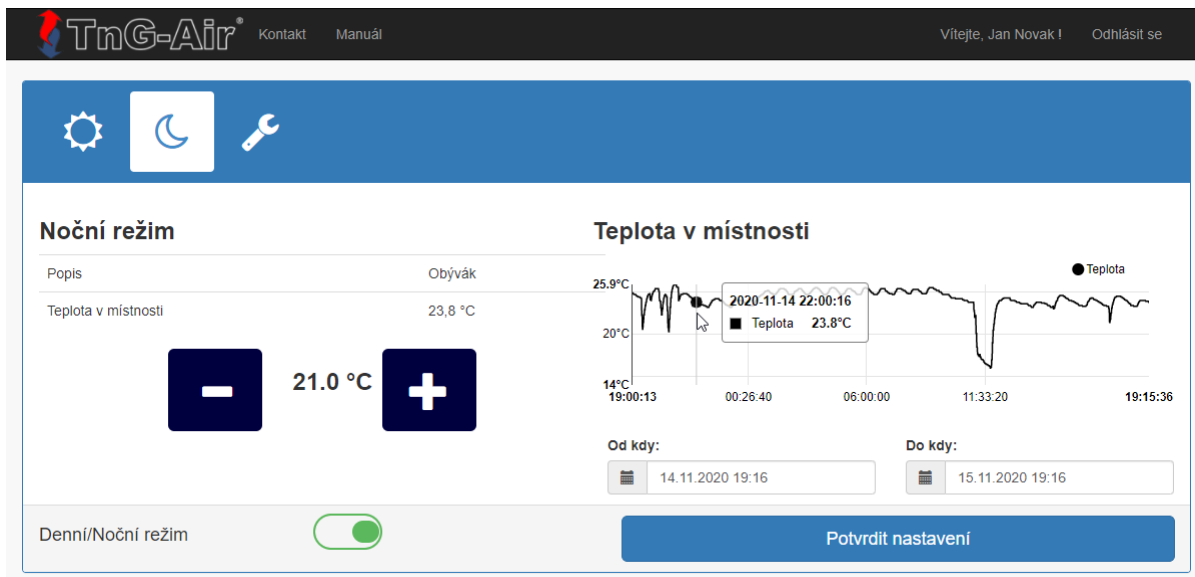 TnG-Air® Kontakt Manuál Vítejte, Jan Novak ! Odhlásit se
Noční režim
Popis Obývák
Teplota v místnosti 23,8 °C
21.0 °C
Teplota v místnosti
Teplota
25.9°C
20°C
14°C
2020-11-14 22:00:16
Teplota 23.8°C
19:00:13 00:26:40 06:00:00 11:33:20 19:15:36
Od kdy: Do kdy:
14.11.2020 19:16 15.11.2020 19:16
Denní/Noční režim
Potvrdit nastavení